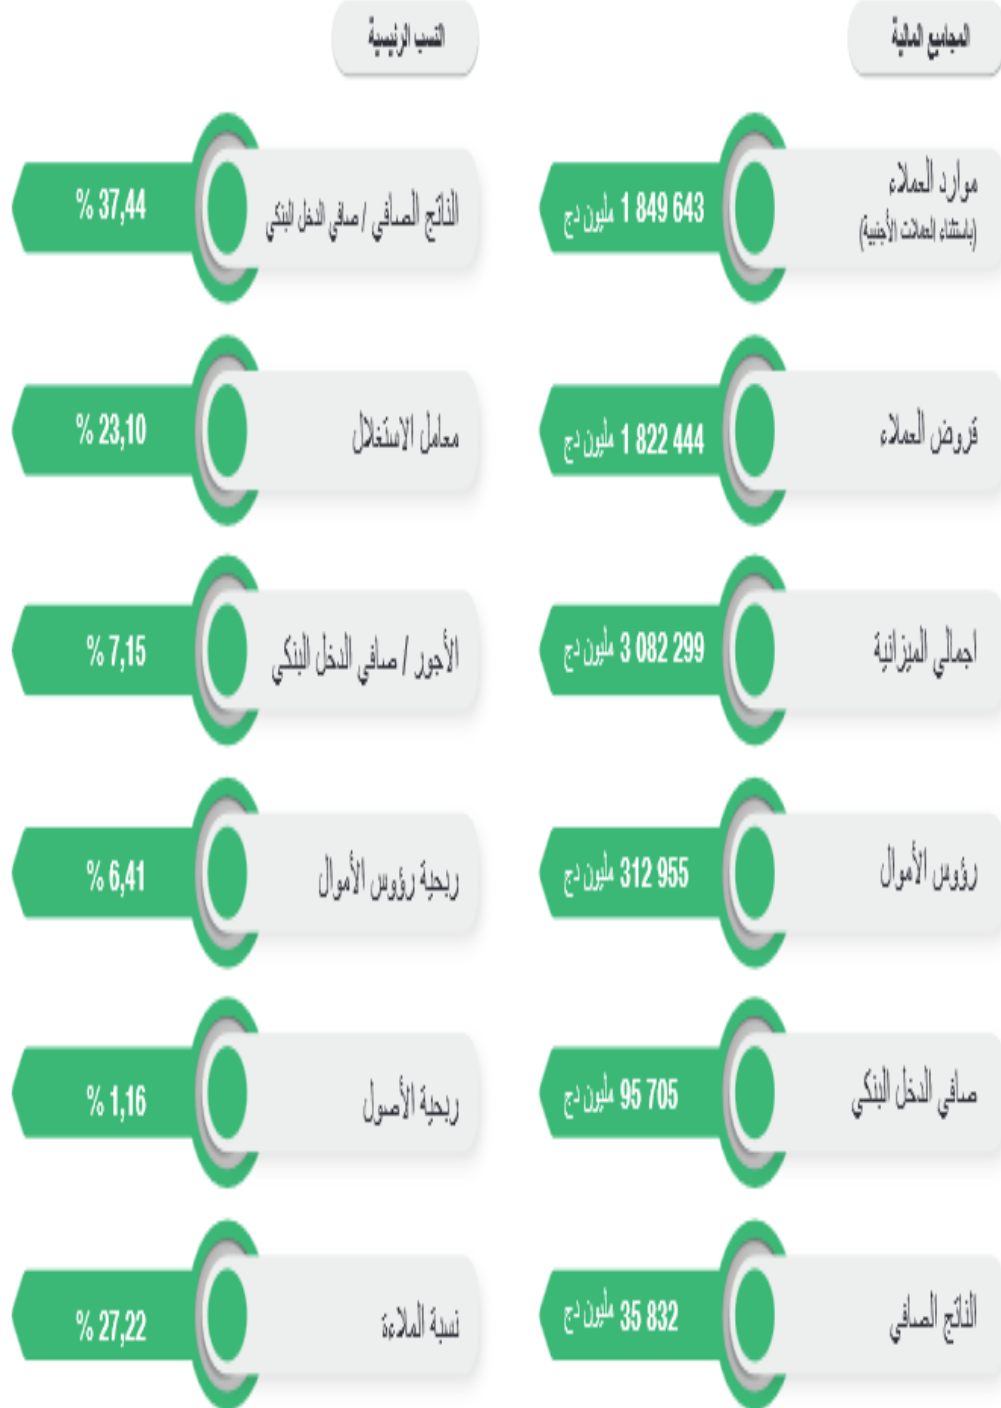 المجاميع المالية
موارد العملاء
(باستثناء العملات الأجنبية)
1 849 643 مليون دج
قروض العملاء
1 822 444 مليون دج
اجمالي الميزانية
3 082 299 مليون دج
رؤوس الأموال
312 955 مليون دج
صافي الدخل البنكي
95 705 مليون دج
الناتج الصافي
35 832 مليون دج
النسب الرئيسية
الناتج الصافي / صافي الدخل البنكي
37,44 %
معامل الاستغلال
23,10 %
الأجور / صافي الدخل البنكي
7,15 %
ربحية رؤوس الأموال
6,41 %
ربحية الأصول
1,16 %
نسبة الملاءة
27,22 %